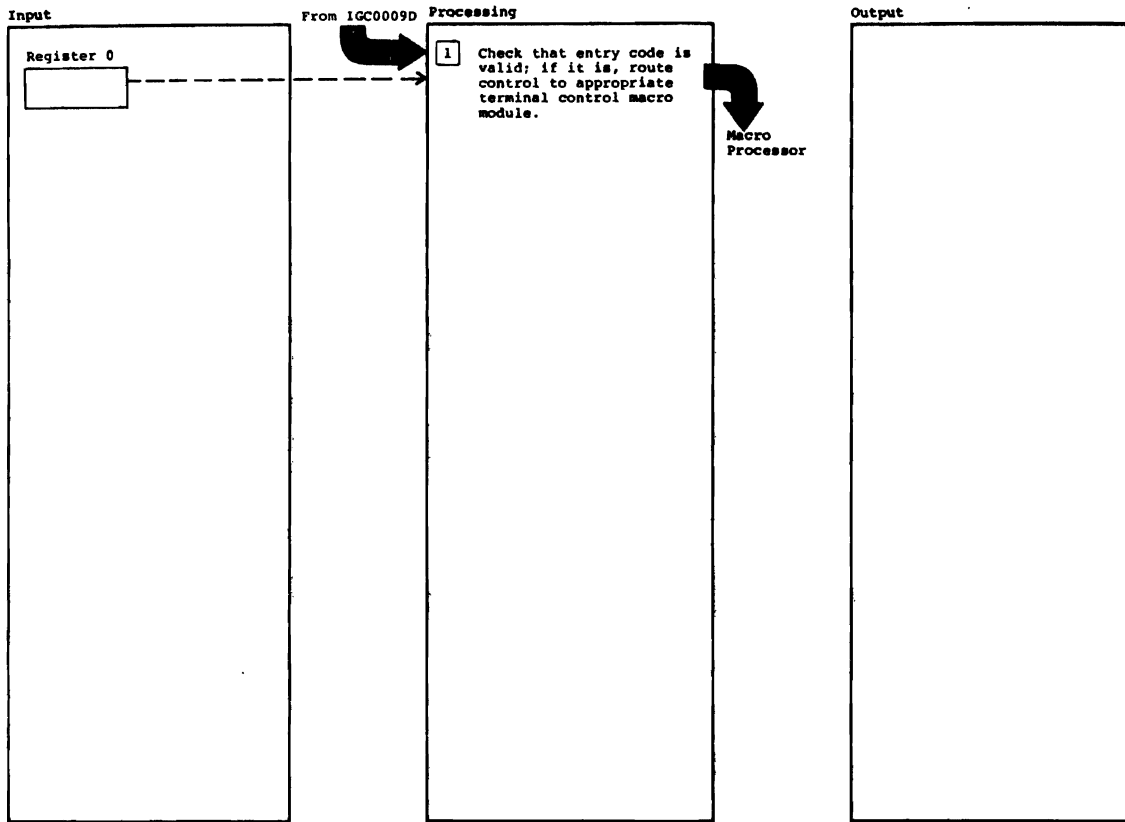 Input
From IGC0009D
Processing
Output
Register 0
1
Check that entry code is
valid; if it is, route
control to appropriate
terminal control macro
module.
Macro
Processor